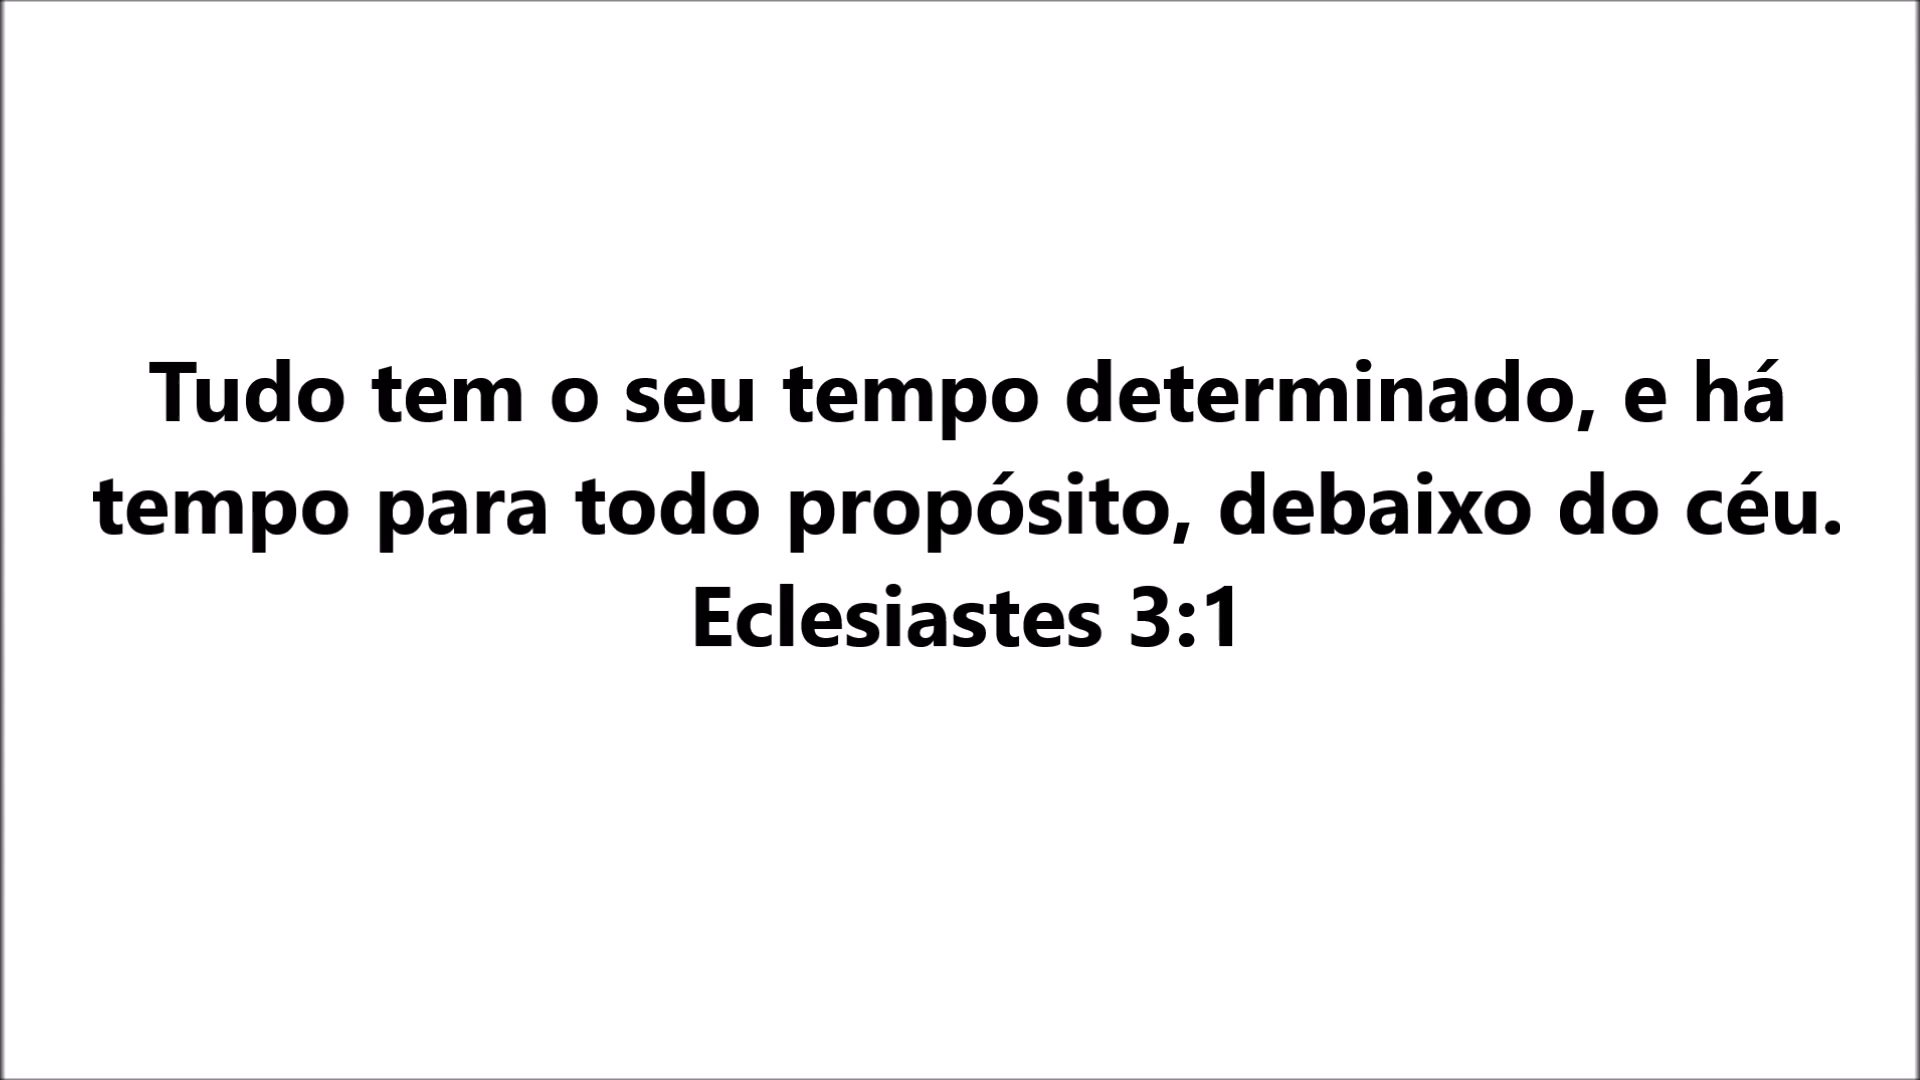 Tudo tem o seu tempo determinado, e há
tempo para todo propósito, debaixo do céu.
Eclesiastes 3:1